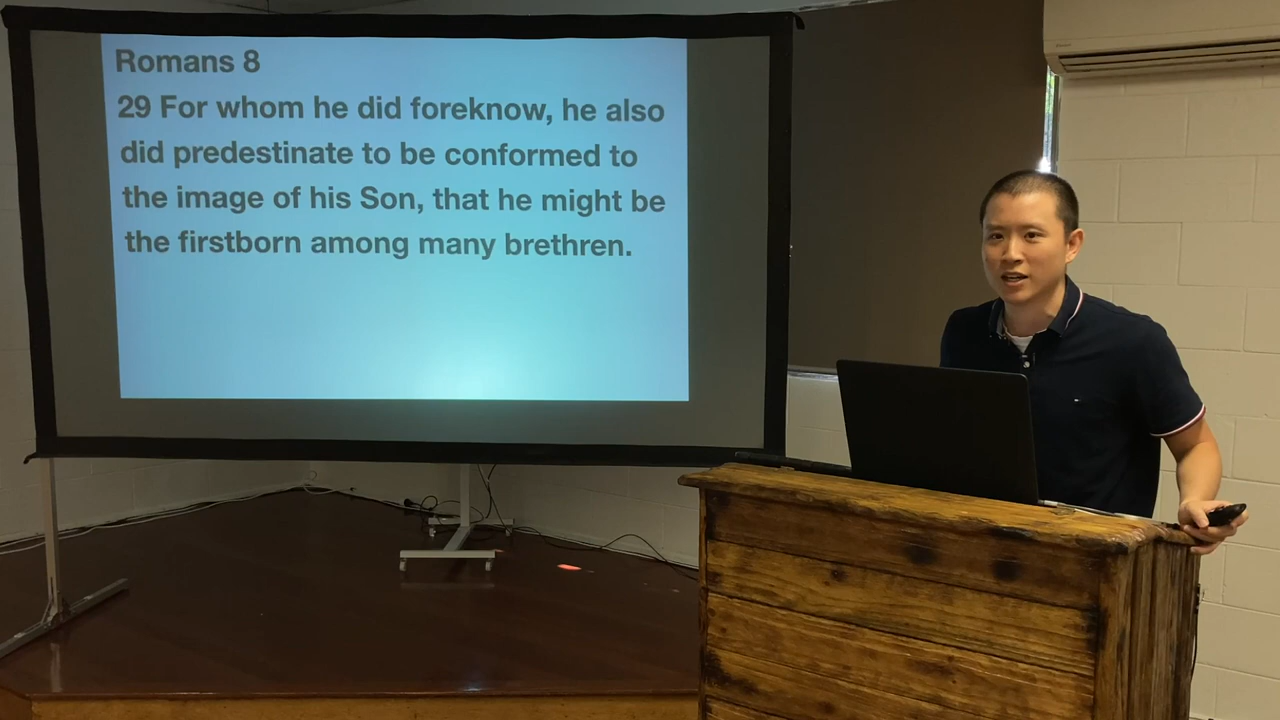 Romans 8
29 For whom he did foreknow, he also
did predestinate to be conformed to
the image of his Son, that he might be
the firstborn among many brethren.